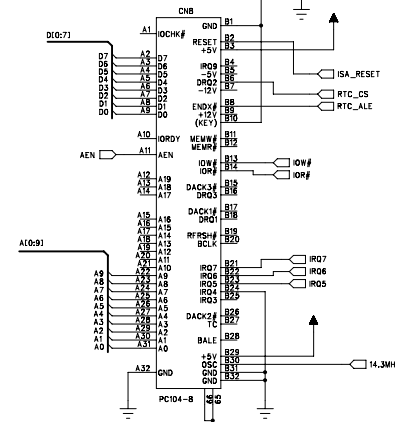 CN8
D[0:7]
A1 IOCHK# GND B1
RESET B2
+5V B3
D7 A2 D7 IRQ9 B4
D6 A3 D6 -5V B5
D5 A4 D5 DRQ2 B6
D4 A5 D4 -12V B7
D3 A6 D3
D2 A7 D2 ENDX# B8
D1 A8 D1 +12V B9
D0 A9 D0 (KEY) B10
ISA_RESET
RTC_CS
RTC_ALE
A10 IORDY MEMW# B11
MEMR# B12
AEN A11 AEN IOW# B13 IOW#
IOR# B14 IOR#
A12 A19 DACK3# B15
A13 A18 DRQ3 B16
A14 A17
A15 A16 DACK1# B17
A16 A15 DRQ1 B18
A17 A14
A18 A13 RFRSH# B19
A19 A12 BCLK B20
A[0:9]
A20 A11
A21 A10 IRQ7 B21 IRQ7
A9 A22 A9 IRQ6 B22 IRQ6
A8 A23 A8 IRQ5 B23 IRQ5
A7 A24 A7 IRQ4 B24
A6 A25 A6 IRQ3 B25
A5 A26 A5
A4 A27 A4 DACK2# B26
A3 A28 A3 TC B27
A2 A29 A2
A1 A30 A1 BALE B28
A0 A31 A0
+5V B29
OSC B30 14.3MH
A32 GND GND B31
GND B32
PC104-8 66 65